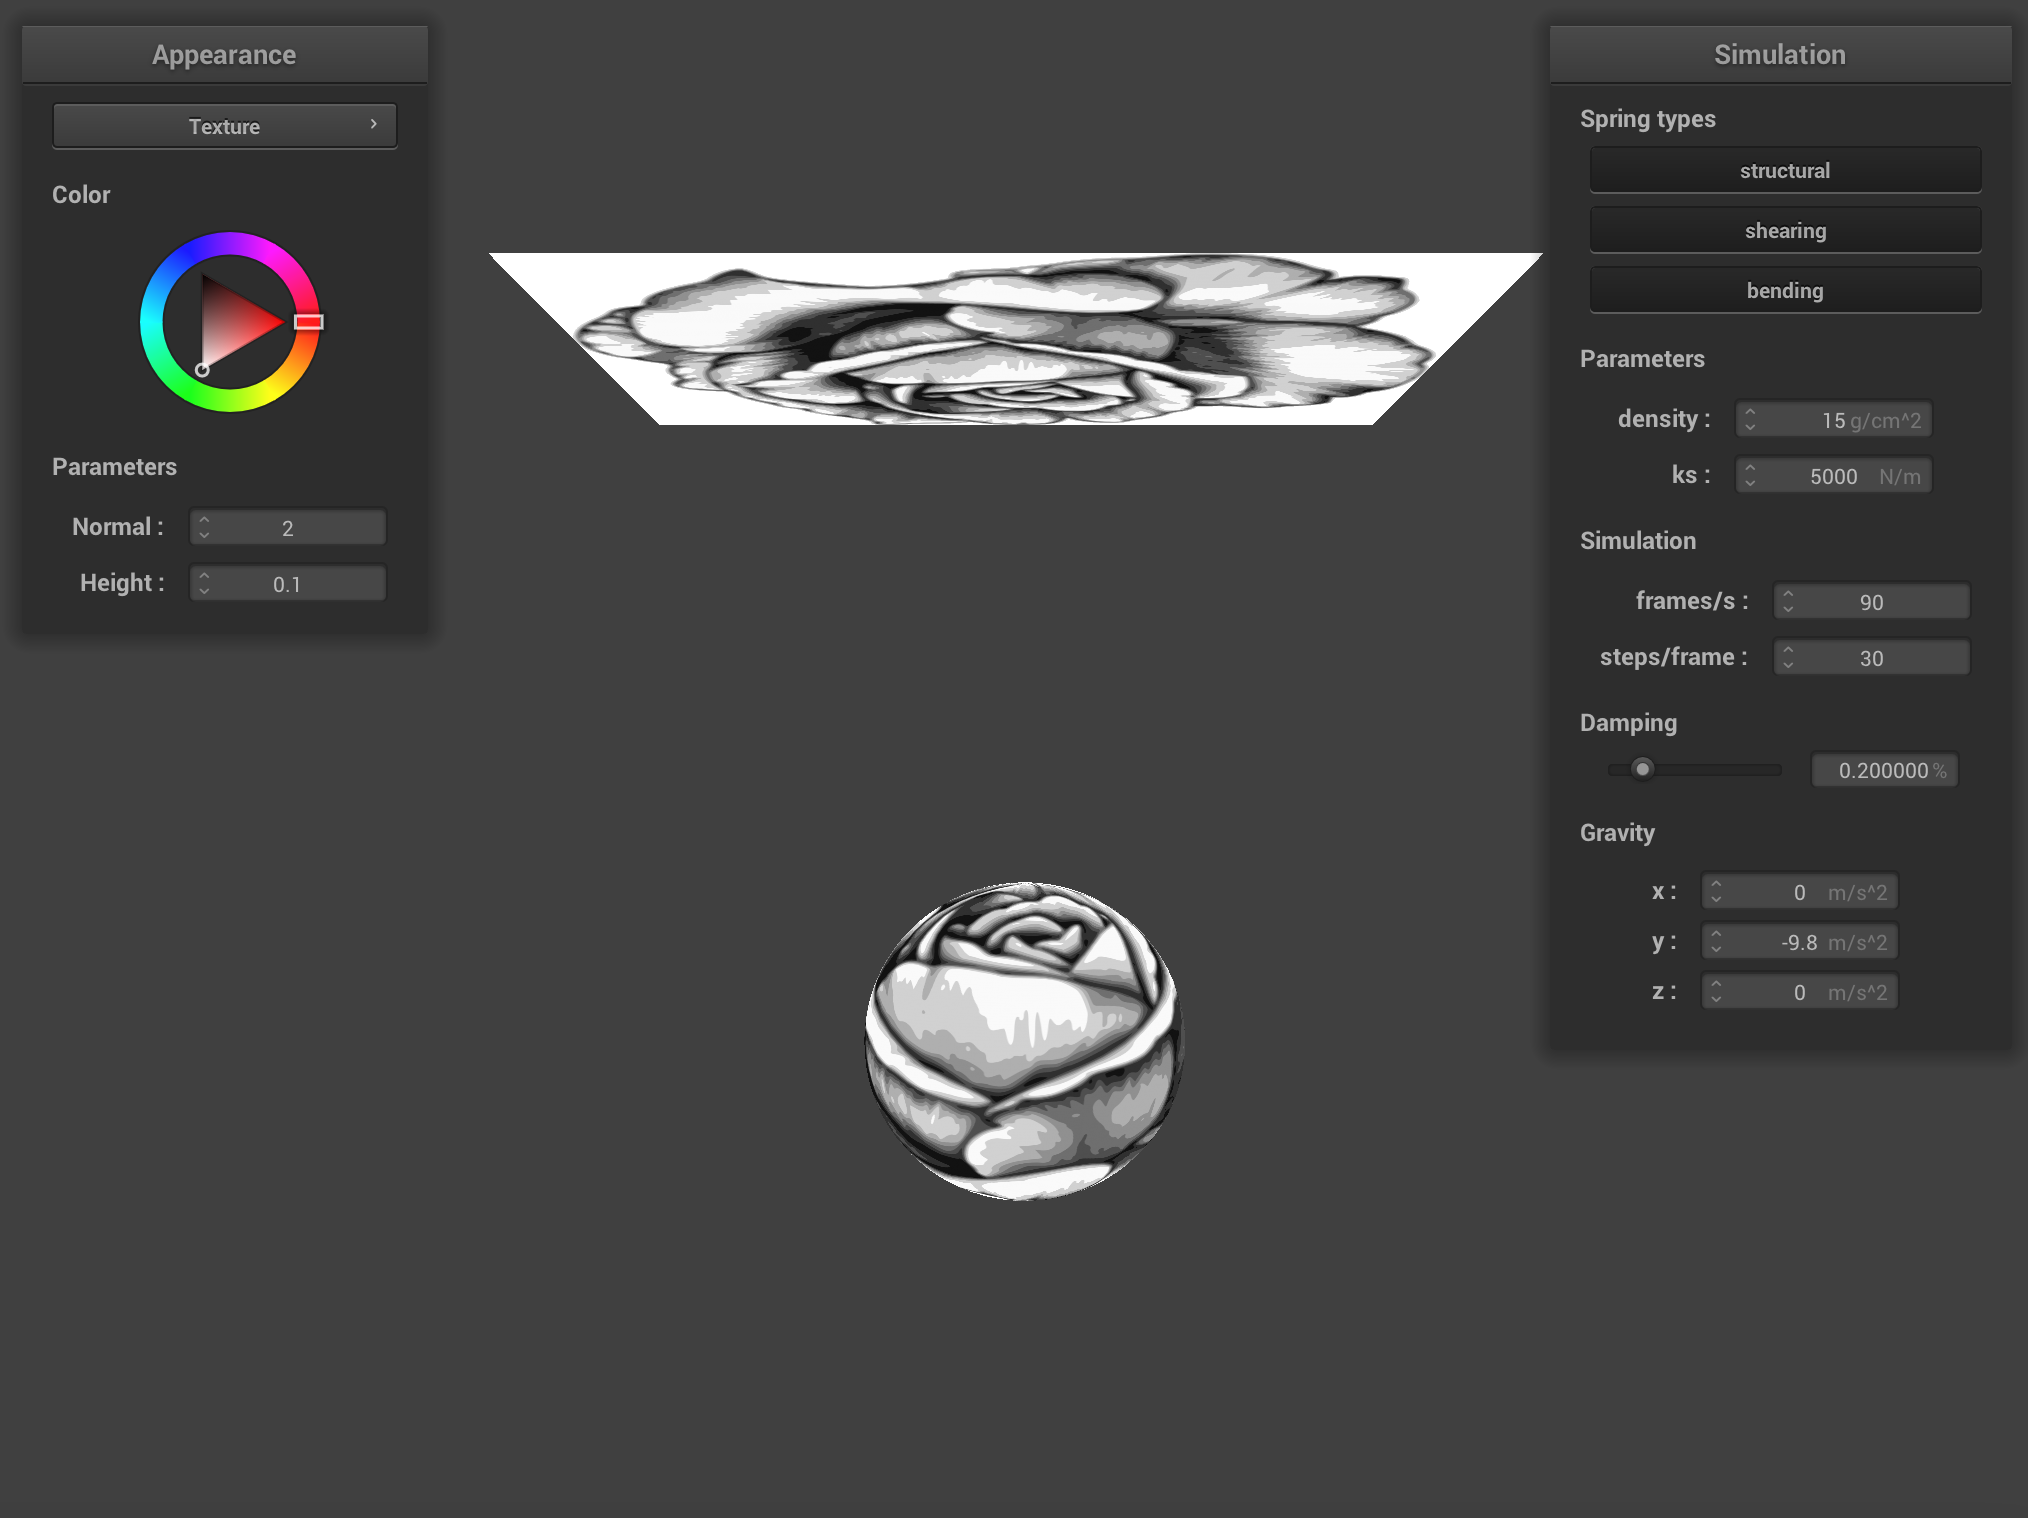 Appearance
Texture
Color
Parameters
Normal : 2
Height : 0.1
Simulation
Spring types
structural
shearing
bending
Parameters
density : 15 g/cm^2
ks : 5000 N/m
Simulation
frames/s : 90
steps/frame : 30
Damping
0.200000 %
Gravity
x : 0 m/s^2
y : -9.8 m/s^2
z : 0 m/s^2